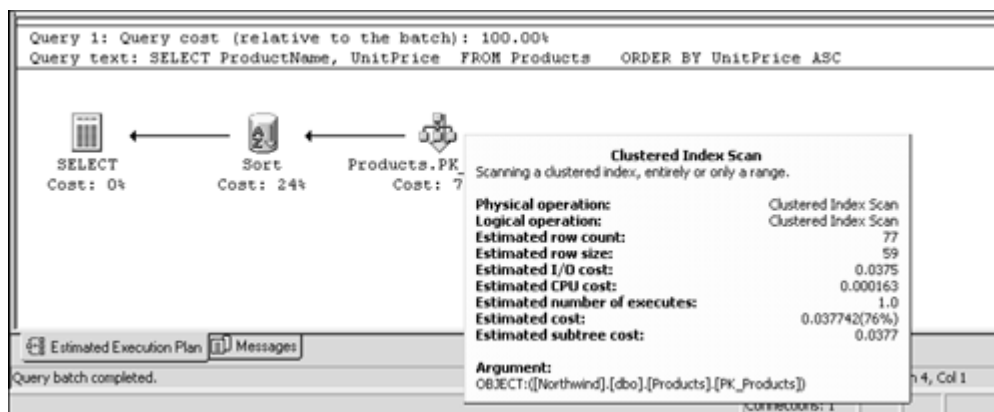 Query 1: Query cost (relative to the batch): 100.00%
Query text: SELECT ProductName, UnitPrice FROM Products ORDER BY UnitPrice ASC
SELECT
Cost: 0%
Sort
Cost: 24%
Products.PK_
Cost: 7
Clustered Index Scan
Scanning a clustered index, entirely or only a range.
Physical operation: Clustered Index Scan
Logical operation: Clustered Index Scan
Estimated row count: 77
Estimated row size: 59
Estimated I/O cost: 0.0375
Estimated CPU cost: 0.000163
Estimated number of executes: 1.0
Estimated cost: 0.037742(76%)
Estimated subtree cost: 0.0377
Argument:
OBJECT:([Northwind].[dbo].[Products].[PK_Products])
Estimated Execution Plan Messages
Query batch completed.
n 4, Col 1
Connections: 1